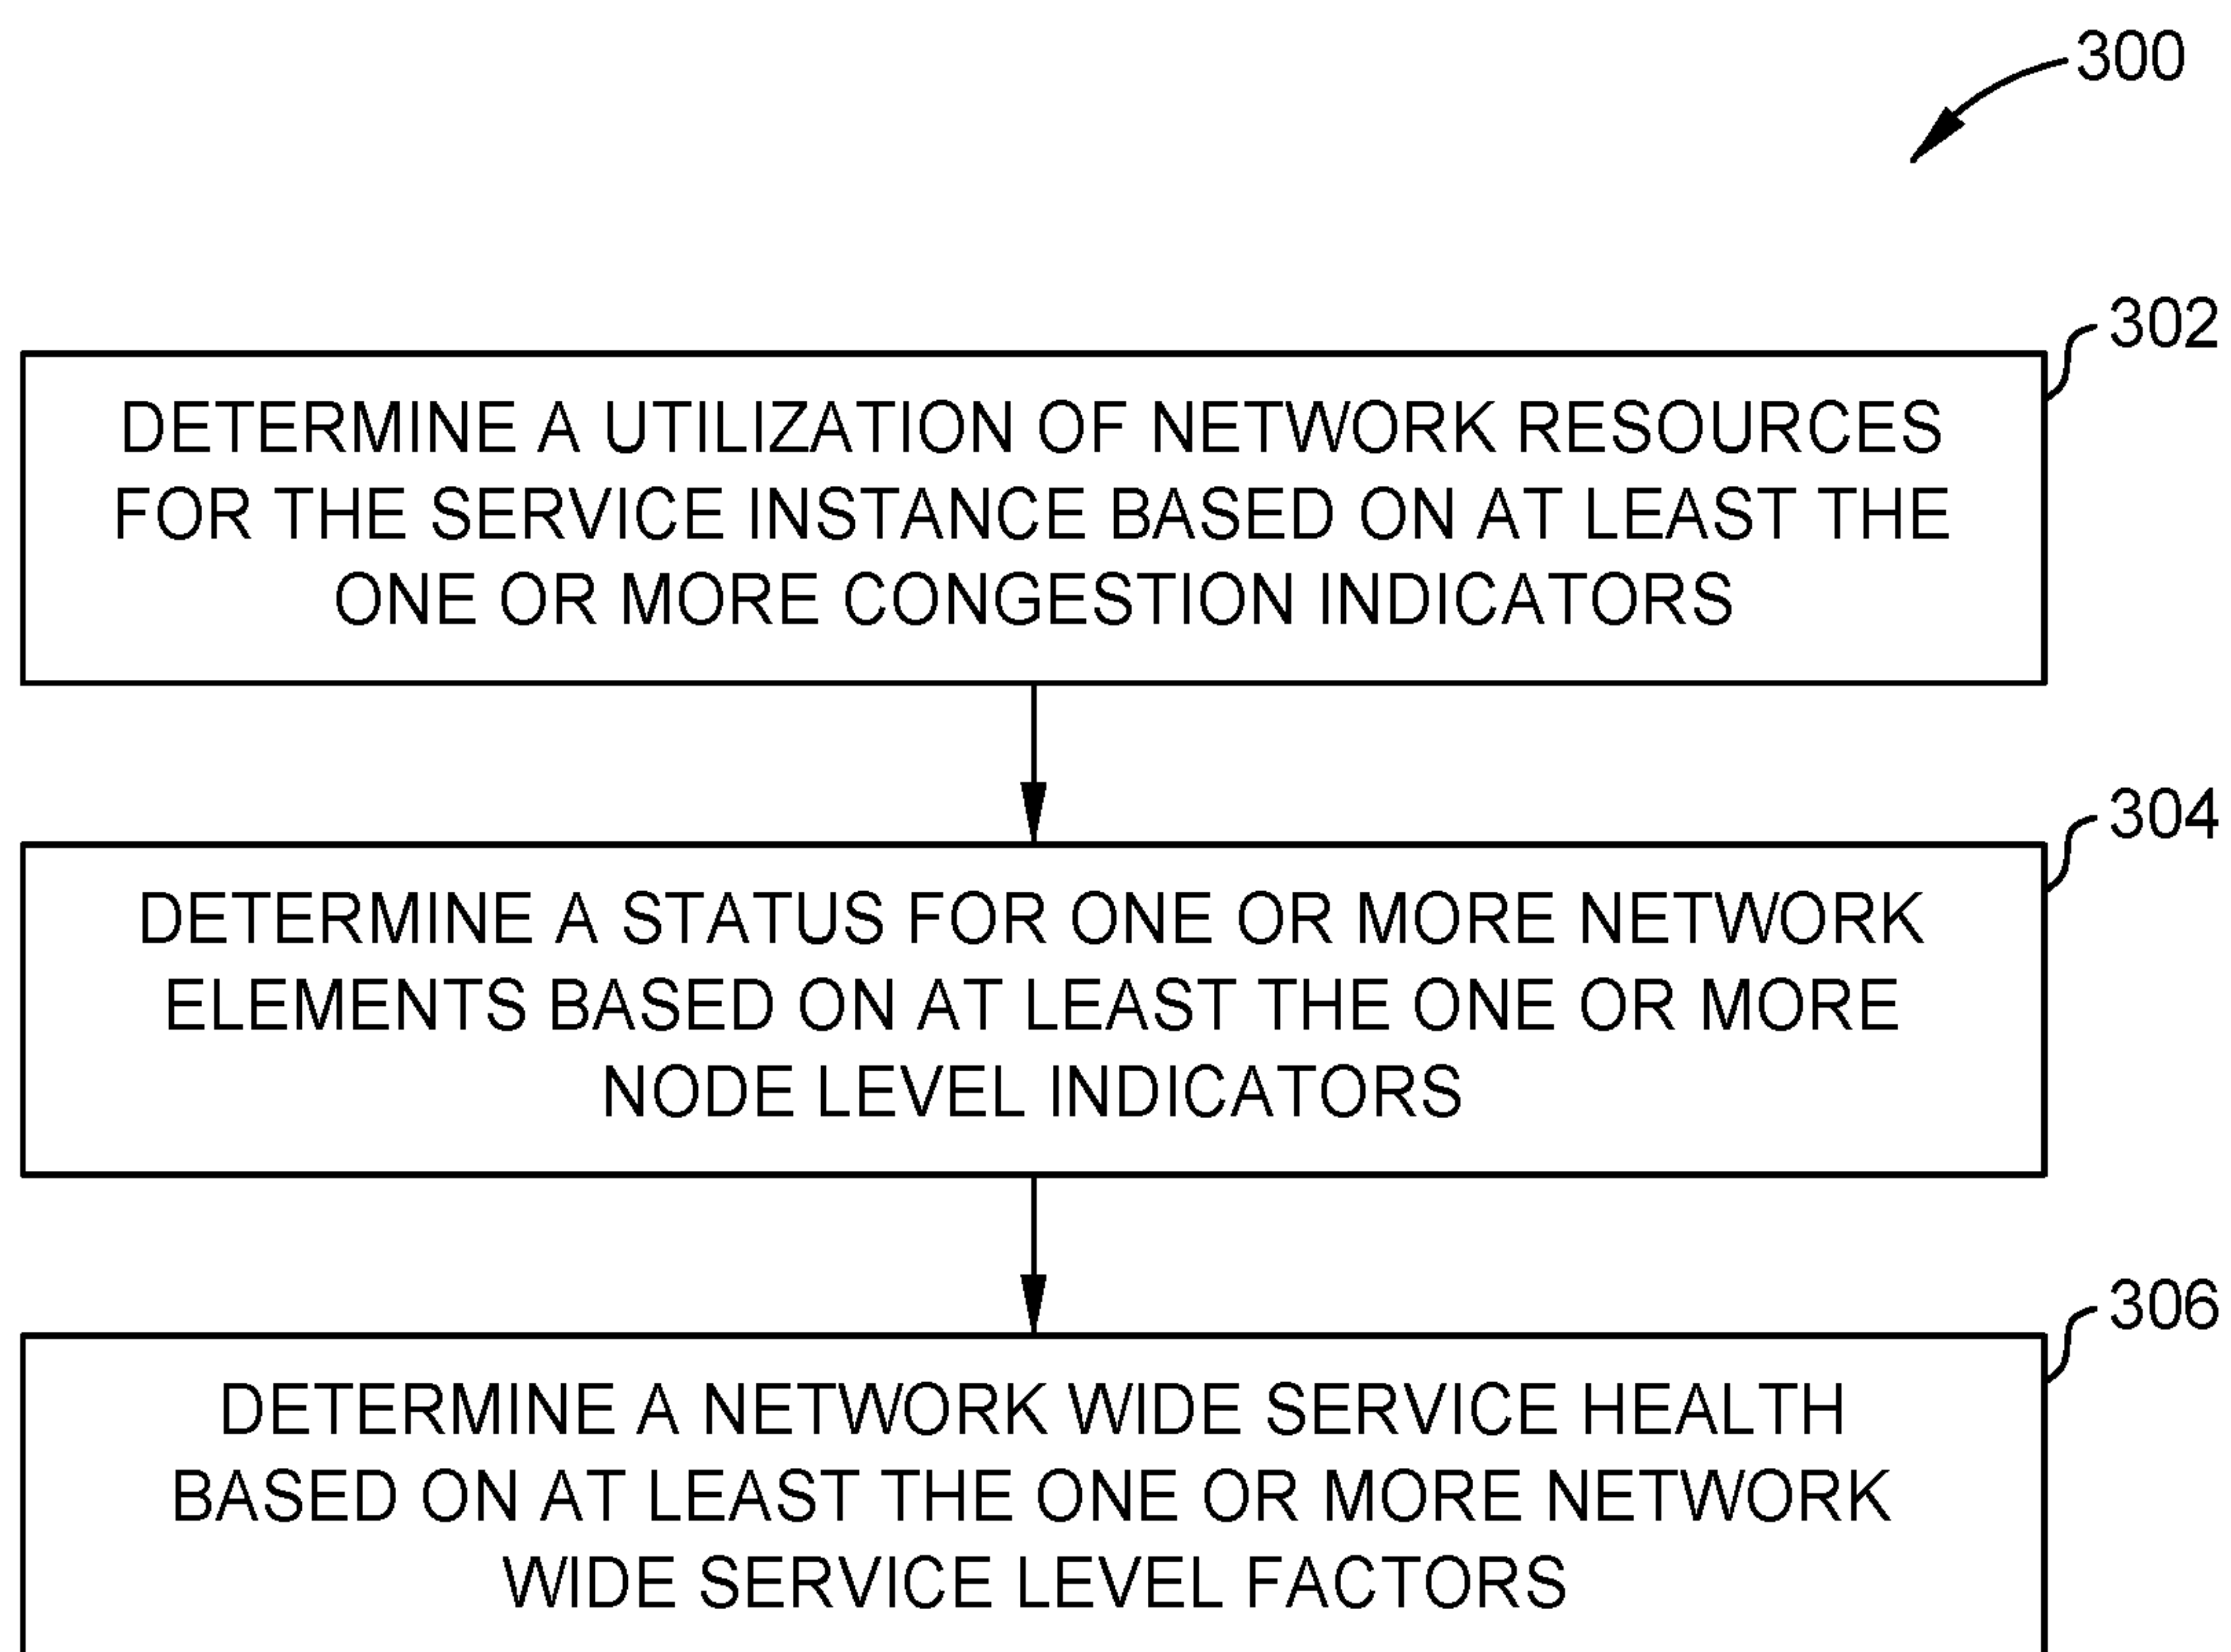 300
302
DETERMINE A UTILIZATION OF NETWORK RESOURCES
FOR THE SERVICE INSTANCE BASED ON AT LEAST THE
ONE OR MORE CONGESTION INDICATORS
304
DETERMINE A STATUS FOR ONE OR MORE NETWORK
ELEMENTS BASED ON AT LEAST THE ONE OR MORE
NODE LEVEL INDICATORS
306
DETERMINE A NETWORK WIDE SERVICE HEALTH
BASED ON AT LEAST THE ONE OR MORE NETWORK
WIDE SERVICE LEVEL FACTORS